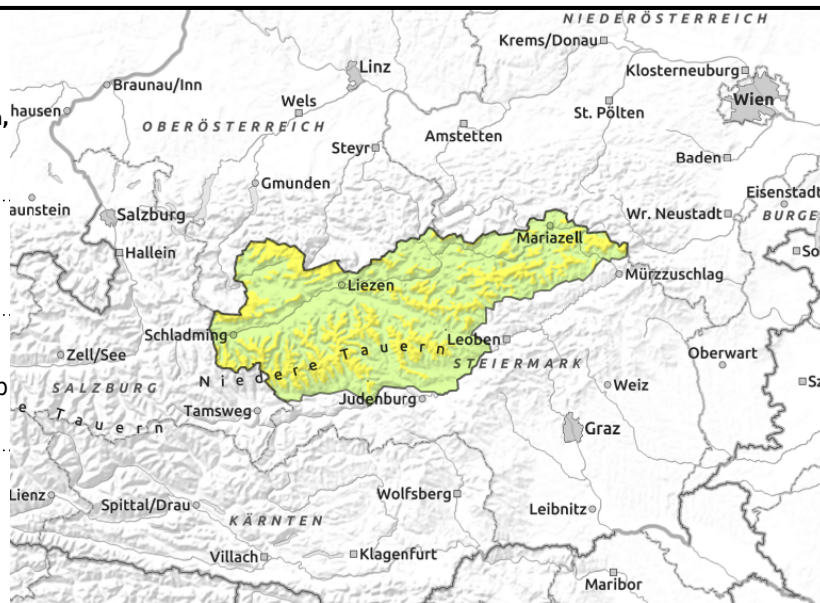 NIEDERÖSTERREICH
Krems/Donau
Linz
Klosterneuburg
Braunau/Inn
Wien
hausen
Wels
St. Pölten
OBERÖSTERREICH
Amstetten
Steyr
Baden
Gmunden
Eisenstadt
aunstein
Salzburg
Wr. Neustadt
BURGE
Mariazell
Hallein
So
Mürzzuschlag
Liezen
Schladming
Leoben
Zell/See
Niedere Tauern
Oberwart
STEIERMARK
SALZBURG
Weiz
Sz
Tamsweg
Judenburg
e Tauern
Graz
Lienz
Wolfsberg
Spittal/Drau
Leibnitz
KÄRNTEN
Villach
Klagenfurt
Maribor